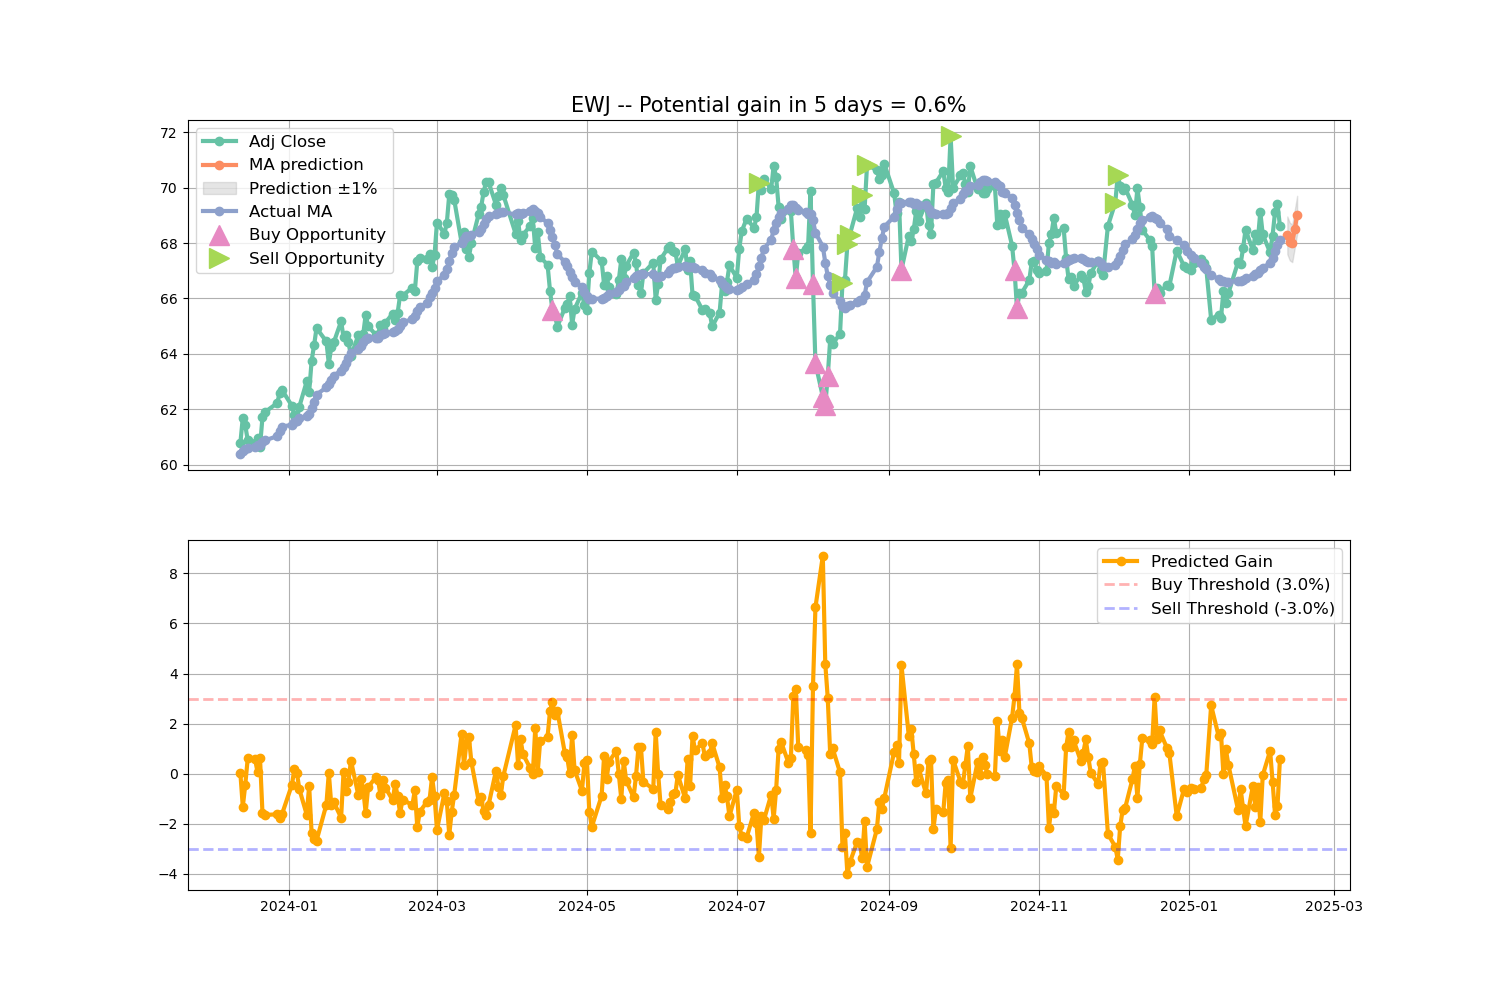 EWJ -- Potential gain in 5 days = 0.6%
72
70
68
66
64
62
60
Adj Close
MA prediction
Prediction ±1%
Actual MA
Buy Opportunity
Sell Opportunity
8
6
4
2
0
−2
−4
Predicted Gain
Buy Threshold (3.0%)
Sell Threshold (-3.0%)
2024-01 2024-03 2024-05 2024-07 2024-09 2024-11 2025-01 2025-03